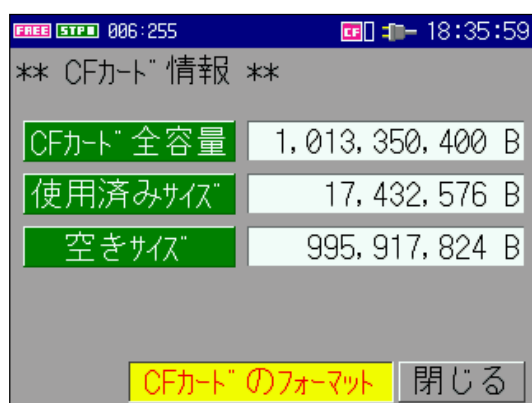 FREE STPE 006:255 CF 18:35:59
** CFカード情報 **
CFカード全容量 1,013,350,400 B
使用済みサイズ 17,432,576 B
空きサイズ 995,917,824 B
CFカードのフォーマット 閉じる